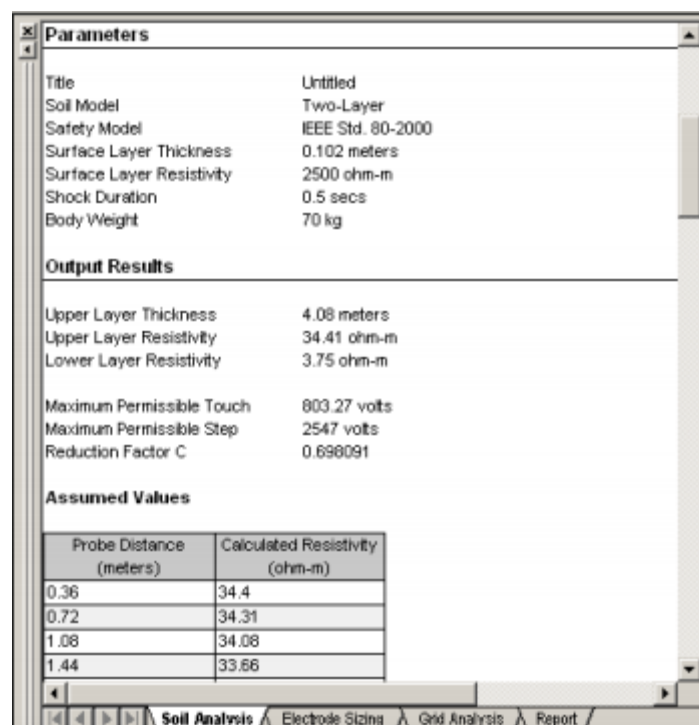 Parameters
Title Untitled
Soil Model Two-Layer
Safety Model IEEE Std. 80-2000
Surface Layer Thickness 0.102 meters
Surface Layer Resistivity 2500 ohm-m
Shock Duration 0.5 secs
Body Weight 70 kg
Output Results
Upper Layer Thickness 4.08 meters
Upper Layer Resistivity 34.41 ohm-m
Lower Layer Resistivity 3.75 ohm-m
Maximum Permissible Touch 803.27 volts
Maximum Permissible Step 2547 volts
Reduction Factor C 0.698091
Assumed Values
Probe Distance Calculated Resistivity
(meters) (ohm-m)
0.36 34.4
0.72 34.31
1.08 34.08
1.44 33.66
Soil Analysis Electrode Sizing Grid Analysis Report